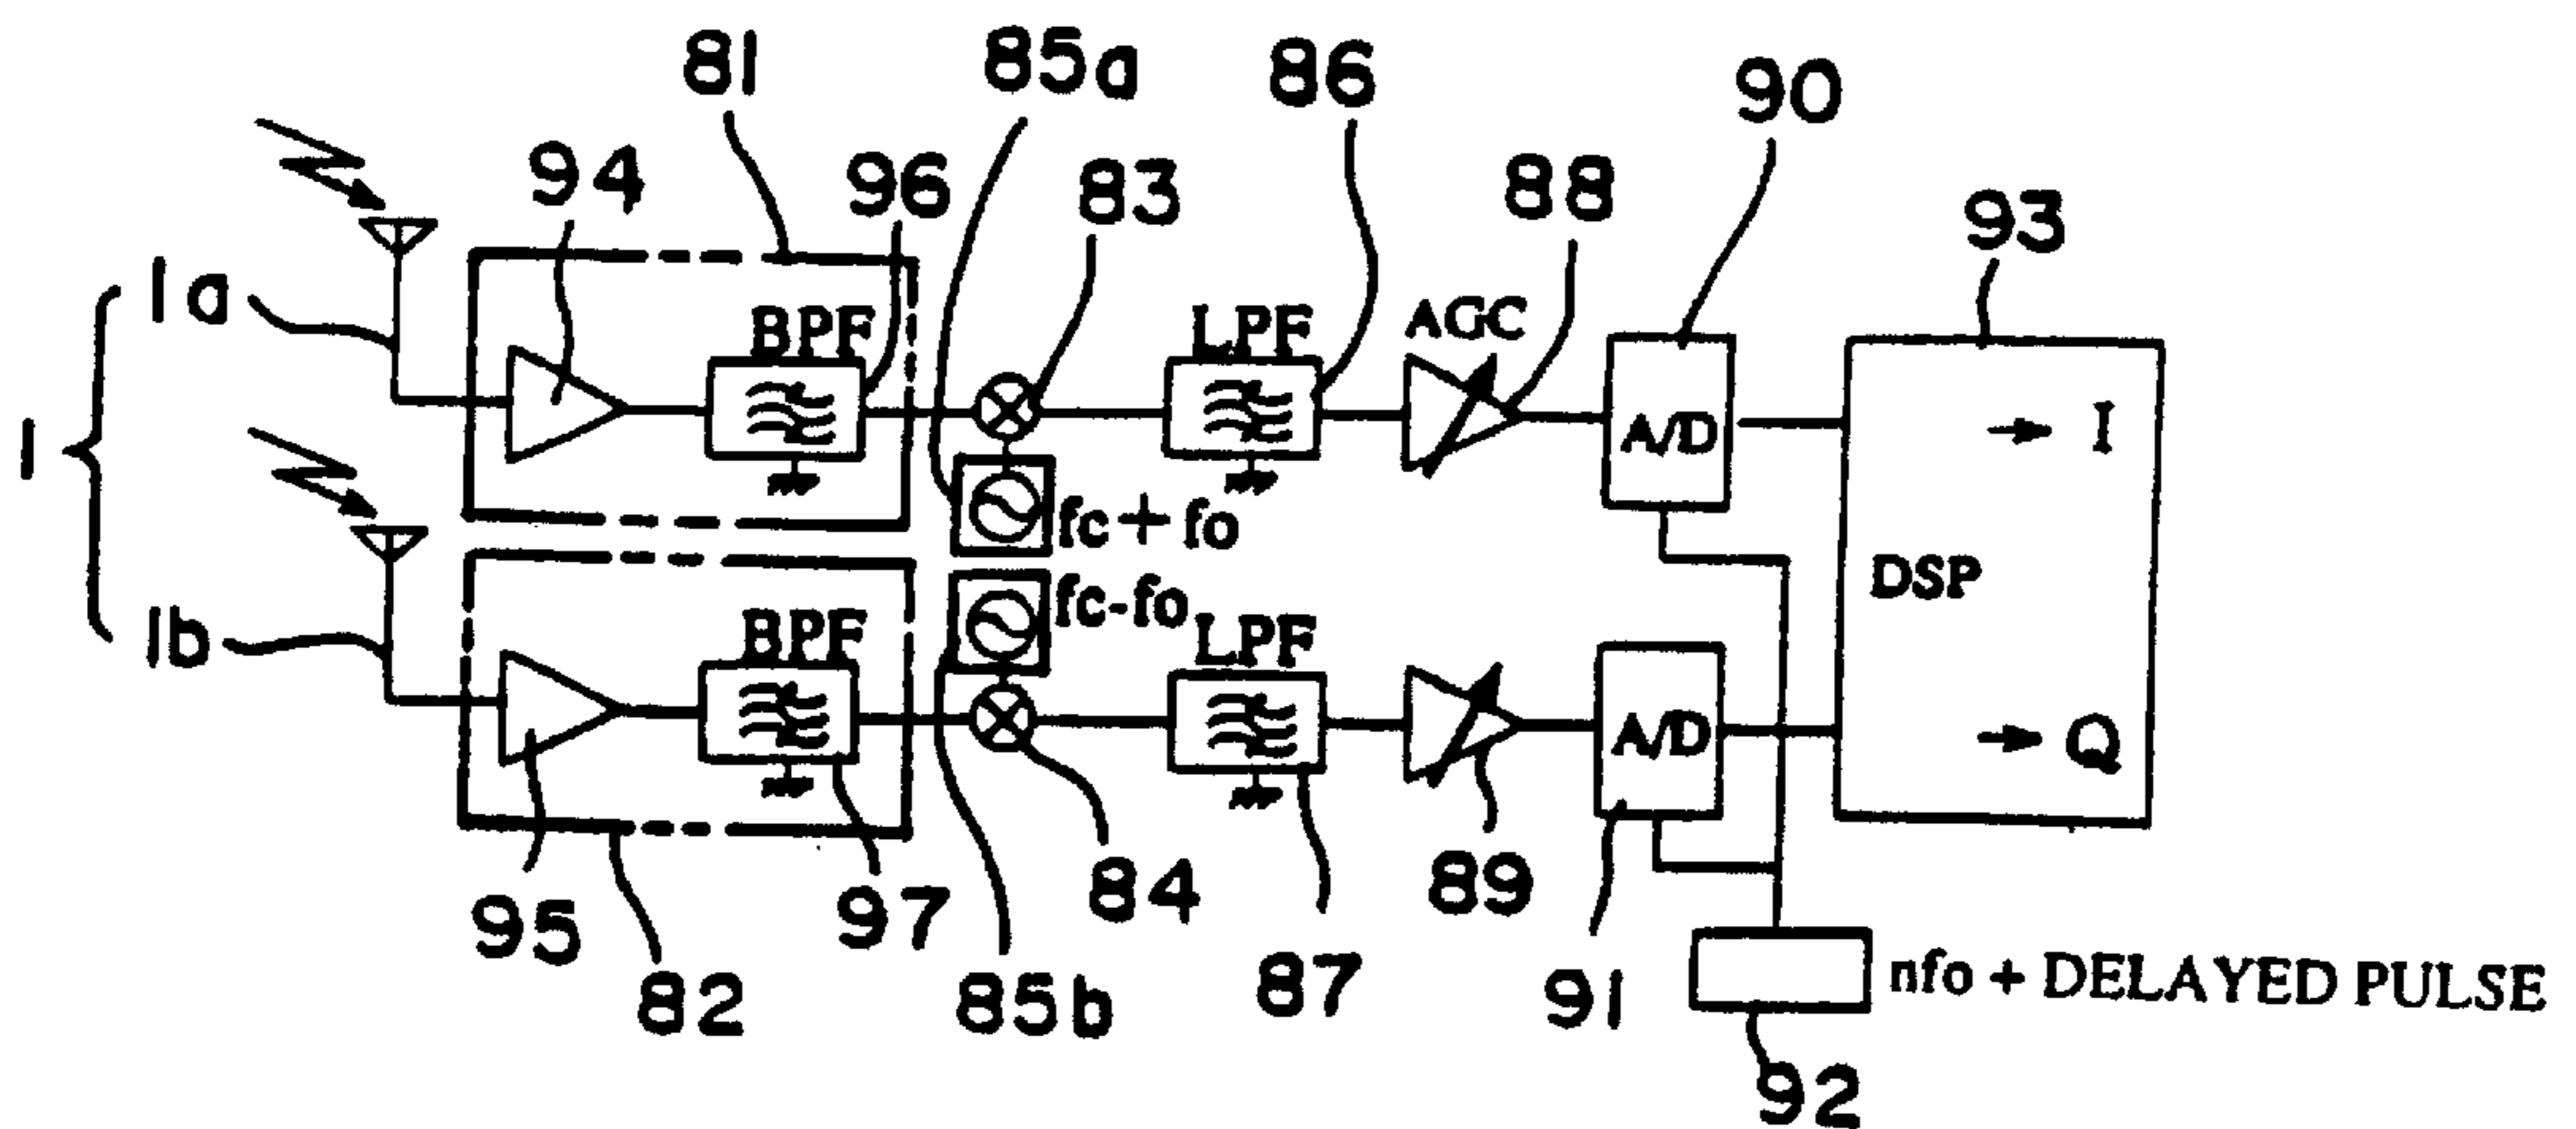 81
85a
86
90
94
96
83
88
93
1a
BPF
LPF
AGC
A/D
I
1
fc+fo
DSP
fc-fo
1b
BPF
LPF
A/D
Q
95
97
84
89
82
85b
87
91
nfo + DELAYED PULSE
92